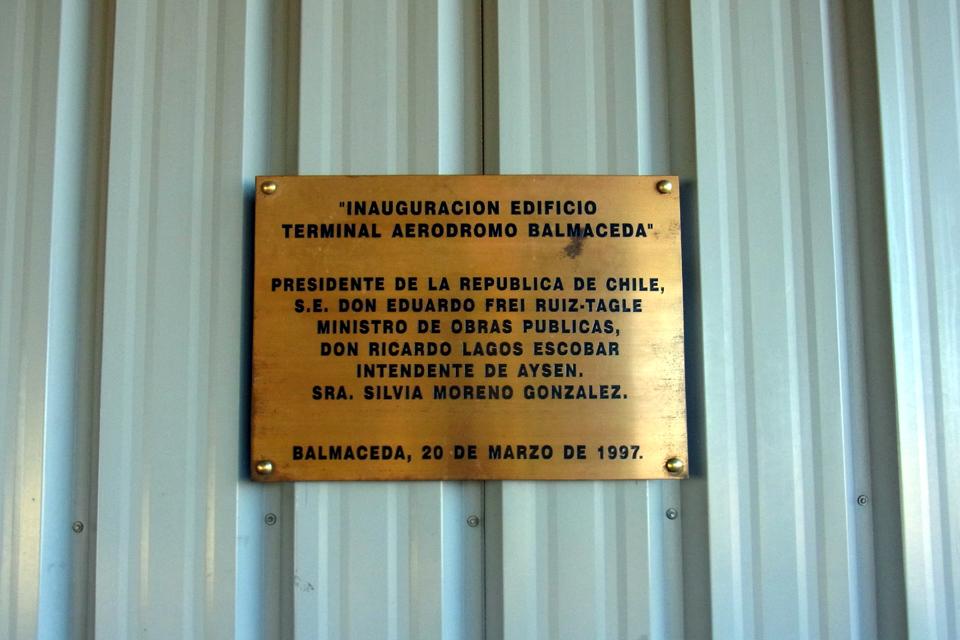 "INAUGURACION EDIFICIO
TERMINAL AERODROMO BALMACEDA"
PRESIDENTE DE LA REPUBLICA DE CHILE,
S.E. DON EDUARDO FREI RUIZ-TAGLE
MINISTRO DE OBRAS PUBLICAS,
DON RICARDO LAGOS ESCOBAR
INTENDENTE DE AYSEN.
SRA. SILVIA MORENO GONZALEZ.
BALMACEDA, 20 DE MARZO DE 1997.